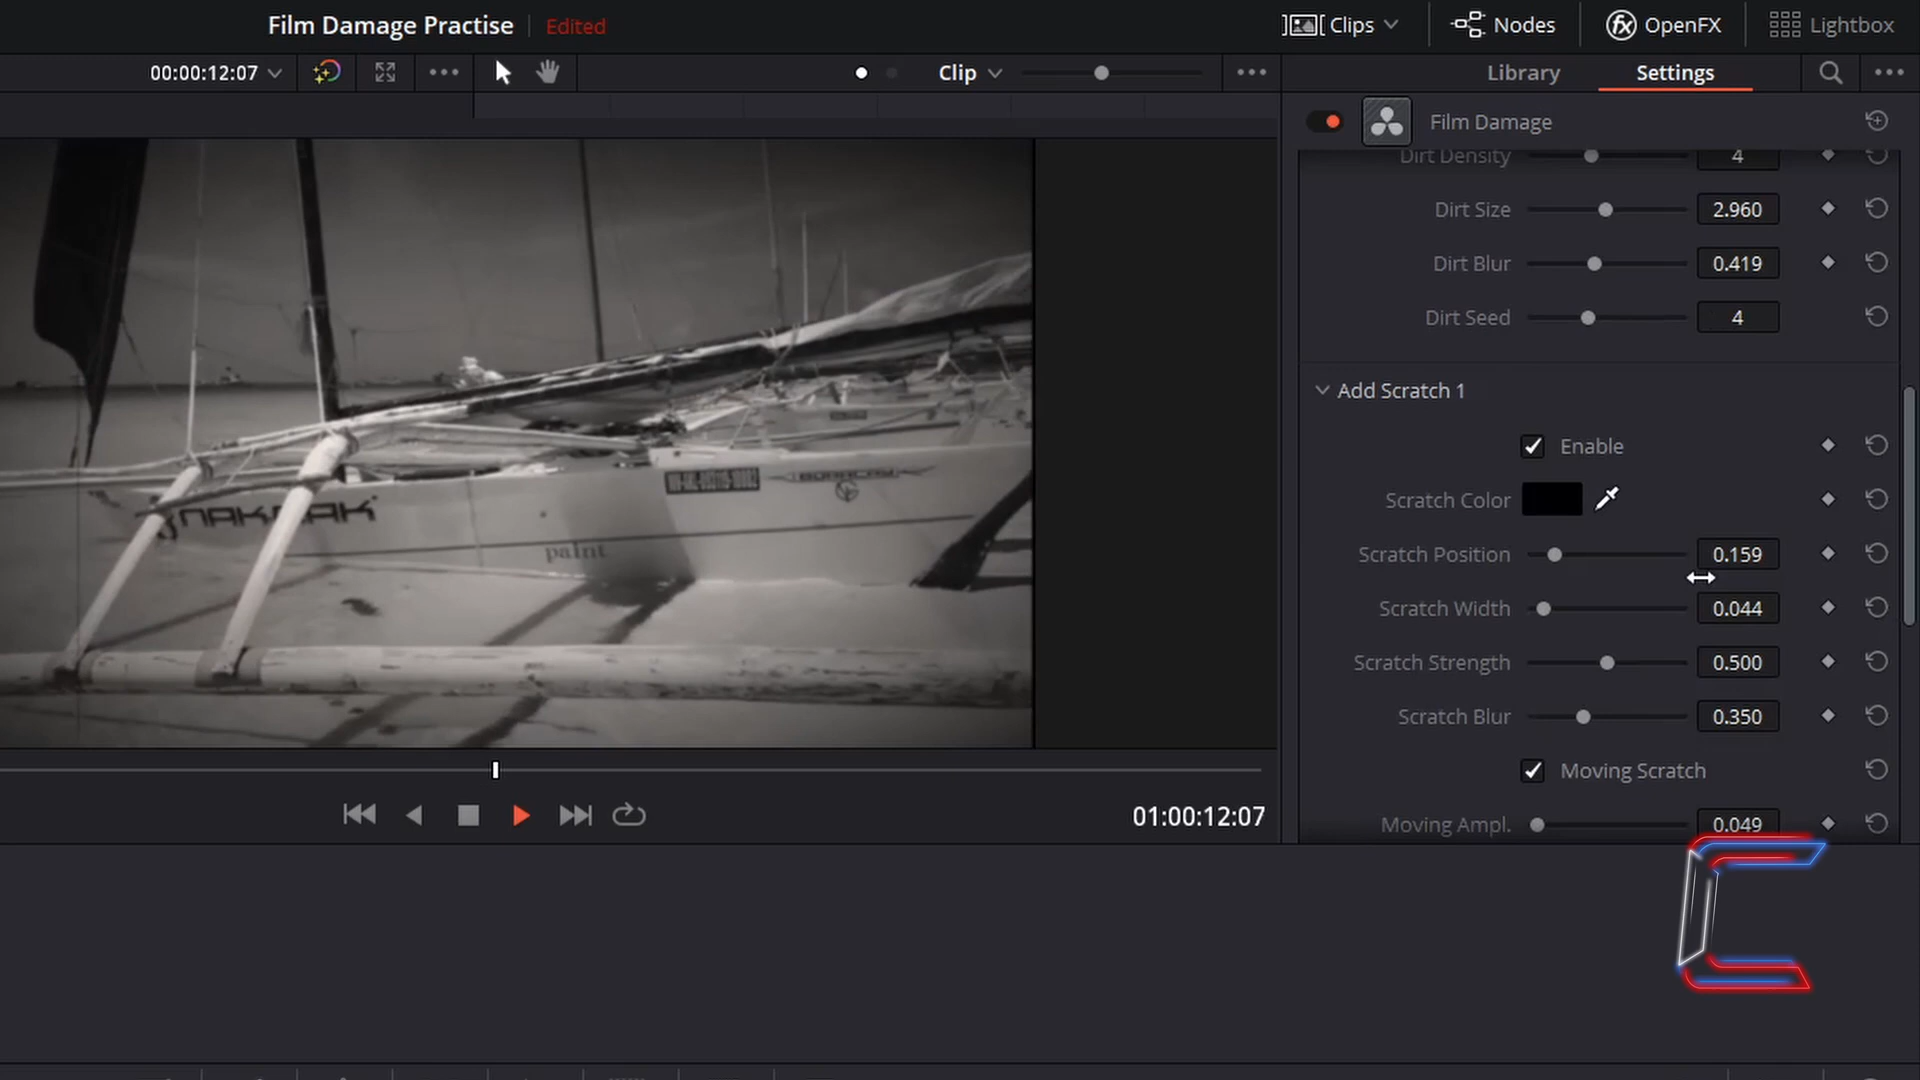 Film Damage Practise
Edited
Clips
Nodes
OpenFX
Lightbox
00:00:12:07
Clip
Library
Settings
Film Damage
Dirt Density
4
Dirt Size
2.960
Dirt Blur
0.419
Dirt Seed
4
Add Scratch 1
Enable
Scratch Color
Scratch Position
0.159
Scratch Width
0.044
Scratch Strength
0.500
Scratch Blur
0.350
Moving Scratch
Moving Ampl.
0.049
paint
01:00:12:07